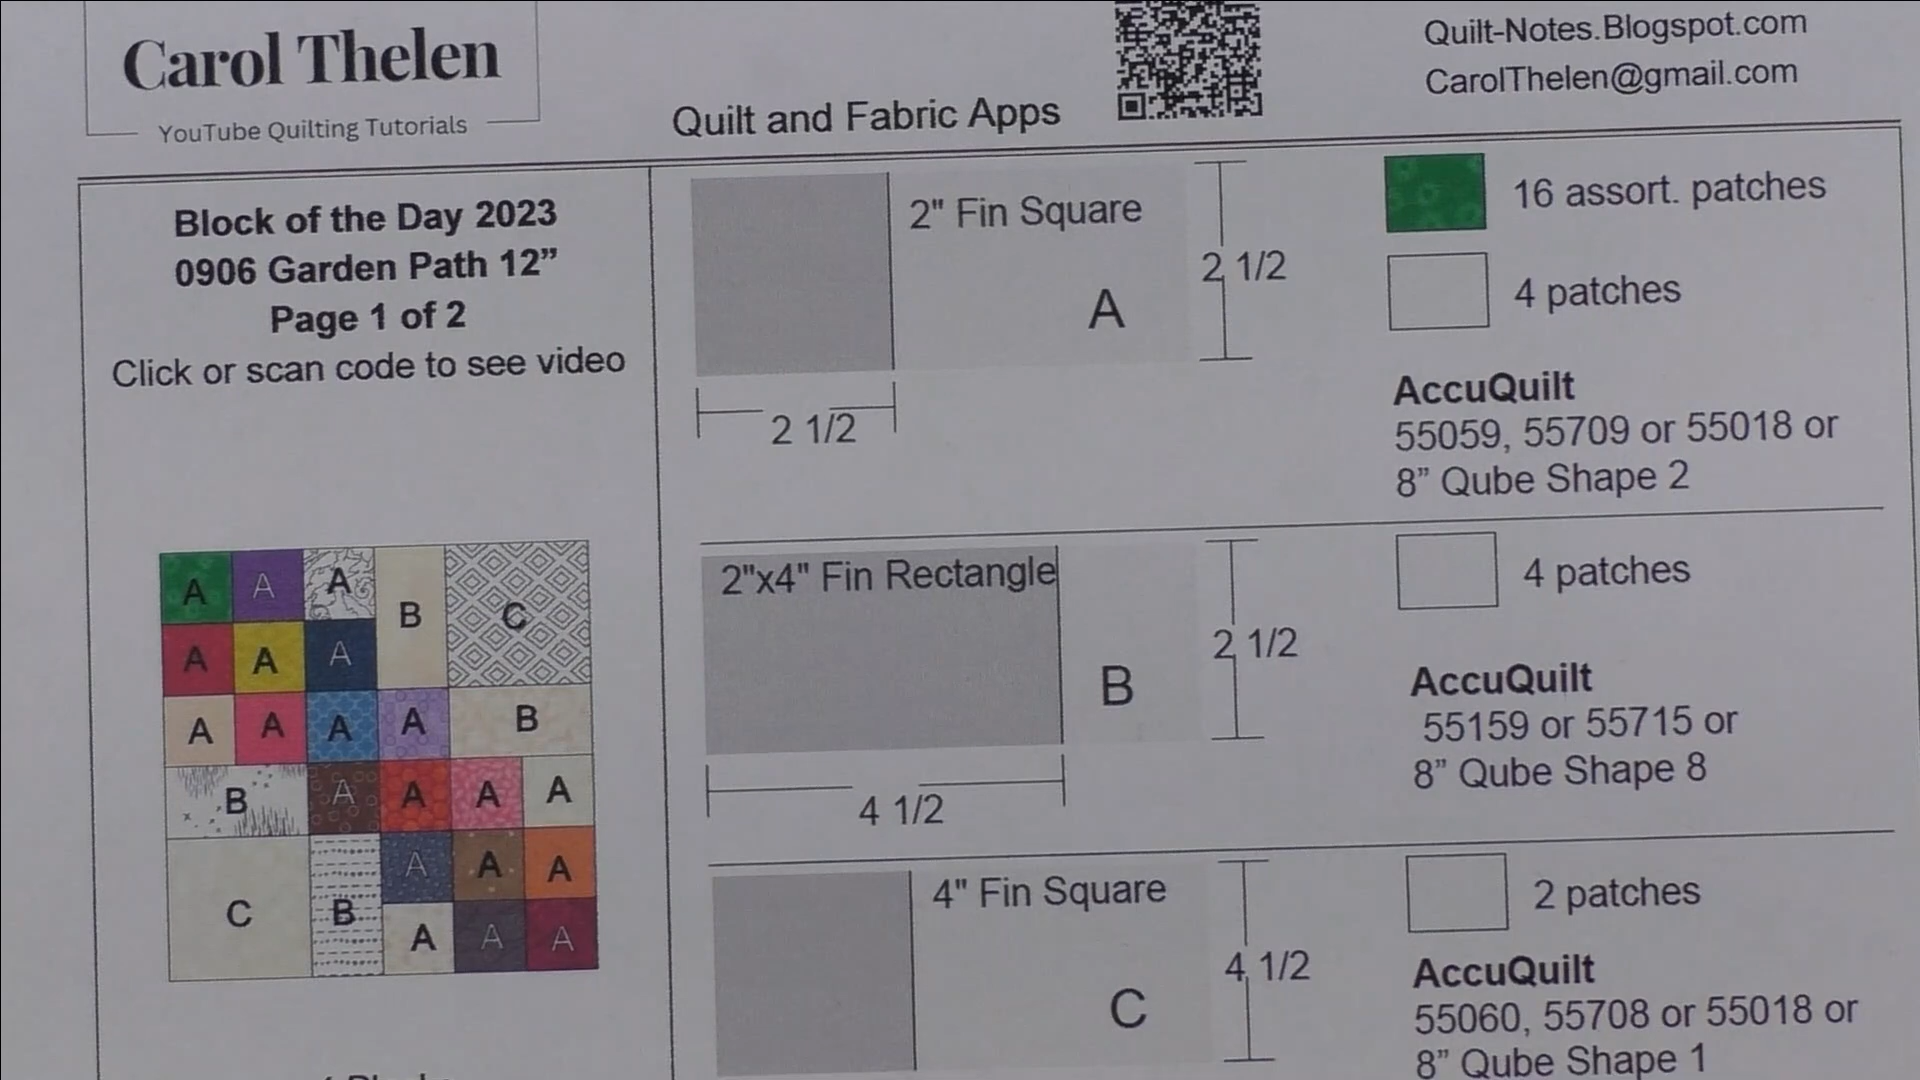 Carol Thelen
YouTube Quilting Tutorials
Quilt and Fabric Apps
Quilt-Notes.Blogspot.com
CarolThelen@gmail.com
Block of the Day 2023
0906 Garden Path 12”
Page 1 of 2
Click or scan code to see video
A A A B C
A A A
A A A A B
B A A A A
C B A A A
A A A
2" Fin Square
A
2 1/2
2 1/2
16 assort. patches
4 patches
AccuQuilt
55059, 55709 or 55018 or
8” Qube Shape 2
2"x4" Fin Rectangle
B
2 1/2
4 1/2
4 patches
AccuQuilt
55159 or 55715 or
8” Qube Shape 8
4" Fin Square
C
4 1/2
2 patches
AccuQuilt
55060, 55708 or 55018 or
8” Qube Shape 1